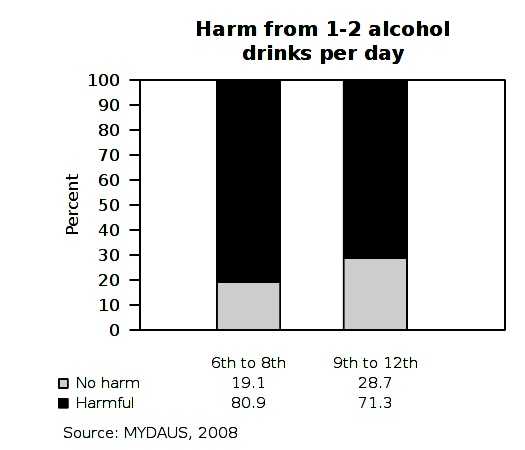 Harm from 1-2 alcohol
drinks per day
Percent
100
90
80
70
60
50
40
30
20
10
0
6th to 8th 9th to 12th
No harm 19.1 28.7
Harmful 80.9 71.3
Source: MYDAUS, 2008